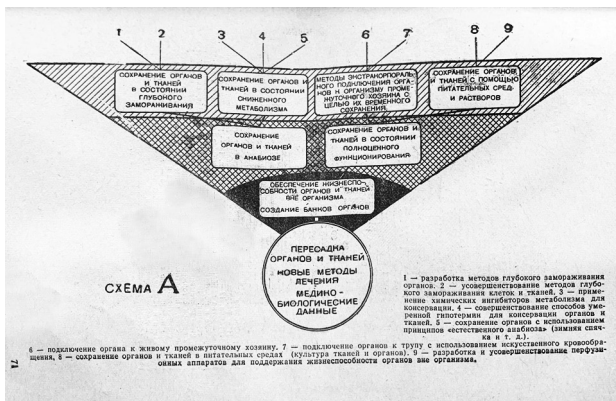 1 2 3 4 5 6 7 8 9
СОХРАНЕНИЕ ОРГАНОВ
И ТКАНЕЙ
В СОСТОЯНИИ
ГЛУБОКОГО
ЗАМОРАНИВАНИЯ
СОХРАНЕНИЕ ОРГАНОВ И
ТКАНЕЙ В СОСТОЯНИИ
СНИЖЕННОГО
МЕТАБОЛИЗМА
МЕТОДЫ ЭКСТРАКОРПОРАЛЬ-
НОГО ПОДКЛЮЧЕНИЯ ОРГА-
НОВ К ОРГАНИЗМУ ПРОМЕ-
ЖУТОЧНОГО ХОЗЯИНА С
ЦЕЛЬЮ ИХ ВРЕМЕННОГО
СОХРАНЕНИЯ.
СОХРАНЕНИЕ ОРГАНОВ
И ТКАНЕЙ С ПОМОЩЬЮ
ПИТАТЕЛЬНЫХ СРЕД
И РАСТВОРОВ
СОХРАНЕНИЕ
ОРГАНОВ И ТКАНЕЙ
В АНАБИОЗЕ
СОХРАНЕНИЕ ОРГАНОВ И
ТКАНЕЙ В СОСТОЯНИИ
ПОЛНОЦЕННОГО
ФУНКЦИОНИРОВАНИЯ
ОБЕСПЕЧЕНИЕ ЖИЗНЕСПО-
СОБНОСТИ ОРГАНОВ И ТКАНЕЙ
ВНЕ ОРГАНИЗМА
СОЗДАНИЕ БАНКОВ ОРГАНОВ
ПЕРЕСАДКА
ОРГАНОВ И ТКАНЕЙ
НОВЫЕ МЕТОДЫ
ЛЕЧЕНИЯ
МЕДИКО-
БИОЛОГИЧЕСКИЕ
ДАННЫЕ
СХЕМА А
1 — разработка методов глубокого замораживания
органов. 2 — усовершенствование методов глубо-
кого замораживания клеток и тканей, 3 — приме-
нение химических ингибиторов метаболизма для
консервации, 4 — совершенствование способов уме-
ренной гипотермии для консервации органов и
тканей, 5 — сохранение органов с использованием
принципов «естественного анабиоза» (зимняя спяч-
ка и т. д.).
6 — подключение органа к живому промежуточному хозяину, 7 — подключение органов к трупу с использованием искусственного кровообра-
щения, 8 — сохранение органов и тканей в питательных средах (культура тканей и органов). 9 — разработка и усовершенствование перфузи-
онных аппаратов для поддержания жизнеспособности органов вне организма.
71